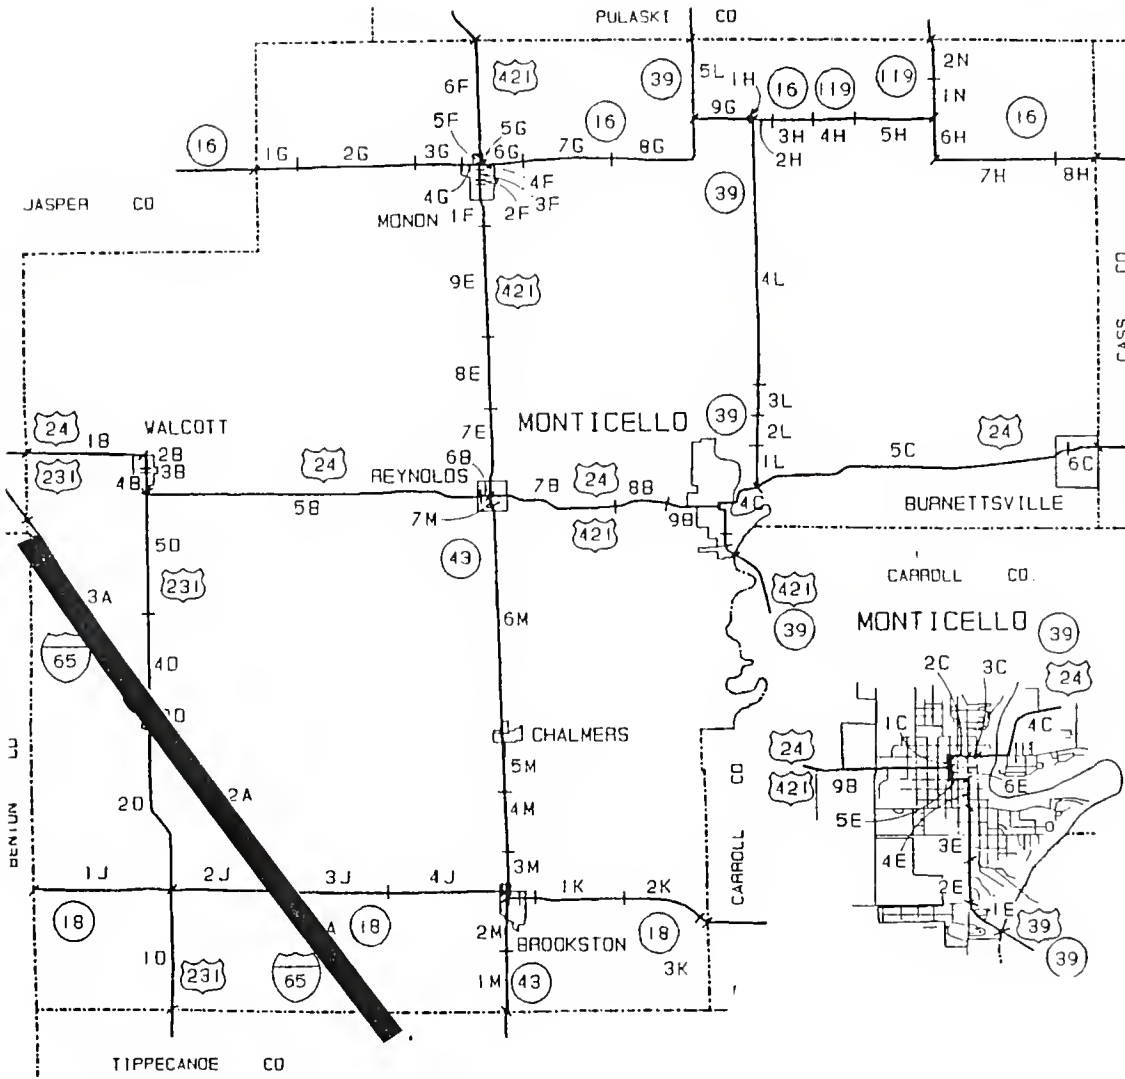 PULASKI CO
6F 421 39 5L 1H 16 119 119 2N
9G 1N 16
5F 5G 16 3H 4H 5H 6H
16 1G 2G 3G 6G 7G 8G 2H
4G 4F 7H 8H
JASPER CO 3F 39
MONON 1F 2F
9E 421 4L CASS CO
8E
3L
24 1B WALCOTT MONTICELLO 39 2L 24
7E 5C
231 2B 24 6B 1L 6C
4B 3B REYNOLDS 7B 24 8B
5B 4C BURNETTSVILLE
7M 421 9B
5D 43
231 CARROLL CO.
3A 421
6M 39 MONTICELLO 39
65 4D 2C 3C 24
1C 4C
CHALMERS 24
5M 421 9B 6E
BENTON CO 2D 2A 4M 5E
CARROLL CO 4E 3E
3M
1J 2J 3J 4J 1K 2K 2E
1E
18 A 18 2M BROOKSTON 18 39
1D 231 65 1M 43 3K 39
TIPPECANOE CO